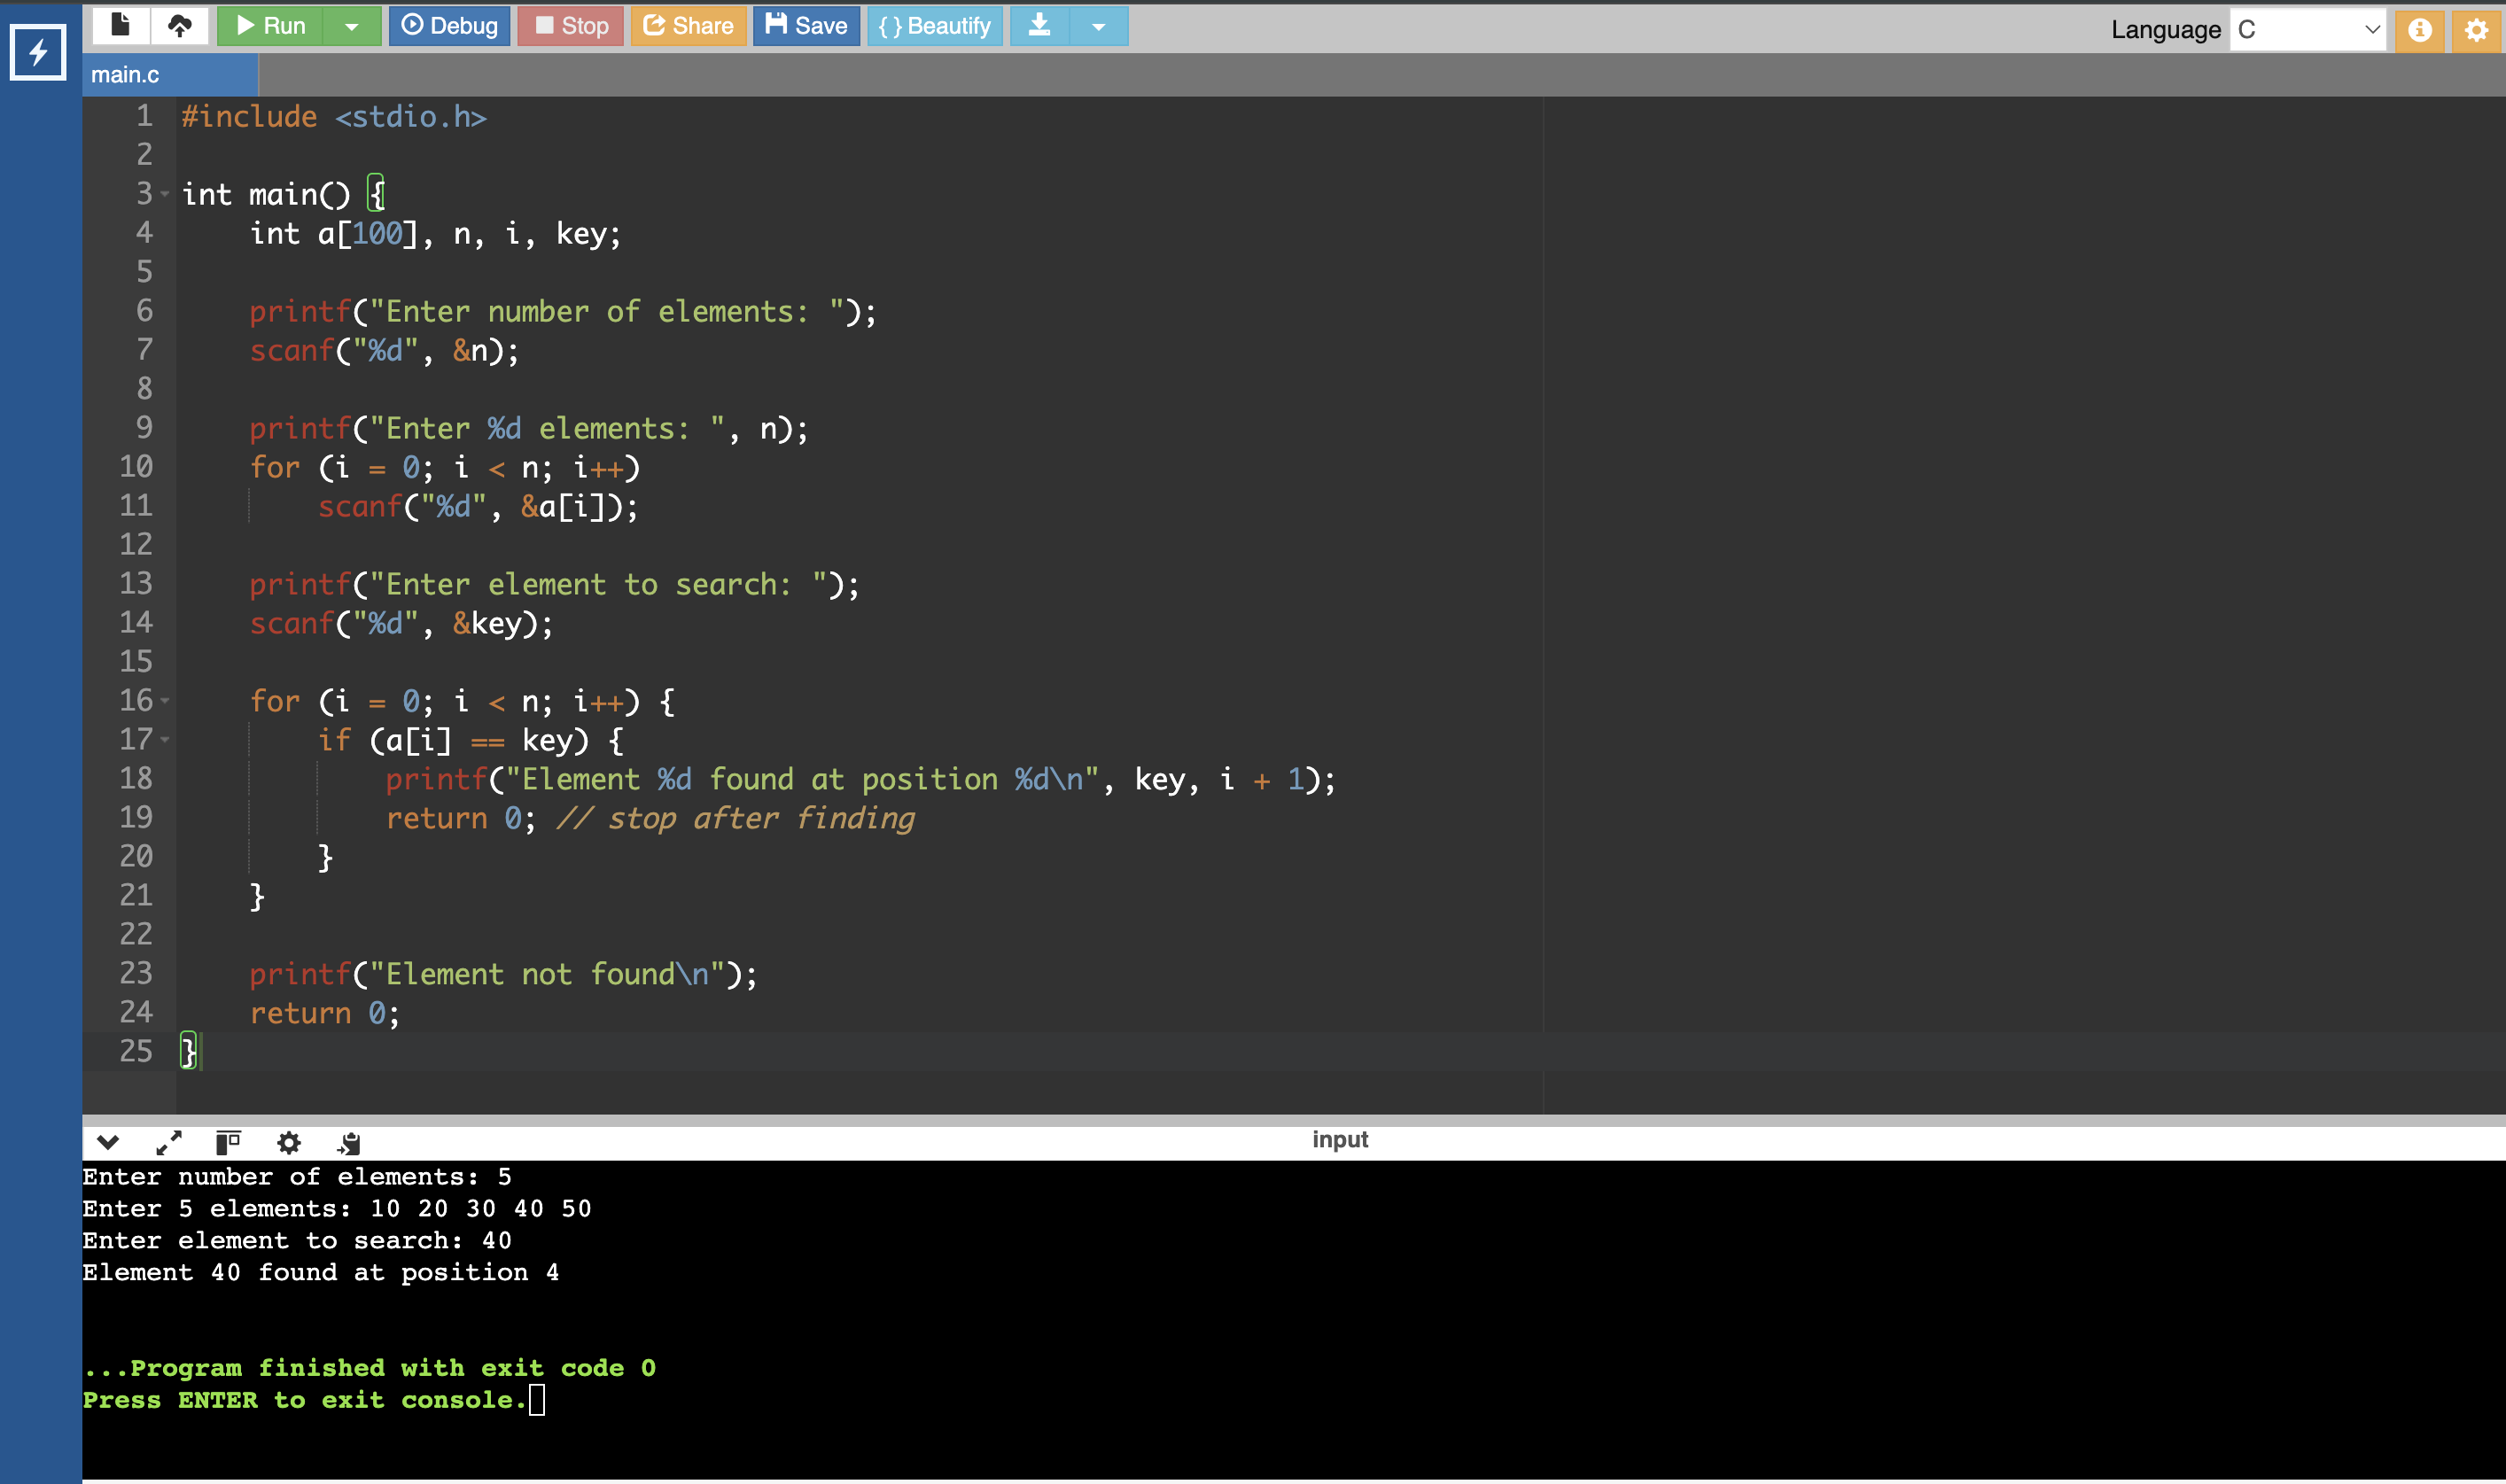 Run Debug Stop Share Save { } Beautify Language C
main.c
1 #include <stdio.h>
2
3 int main() {
4     int a[100], n, i, key;
5
6     printf("Enter number of elements: ");
7     scanf("%d", &n);
8
9     printf("Enter %d elements: ", n);
10     for (i = 0; i < n; i++)
11         scanf("%d", &a[i]);
12
13     printf("Enter element to search: ");
14     scanf("%d", &key);
15
16     for (i = 0; i < n; i++) {
17         if (a[i] == key) {
18             printf("Element %d found at position %d\n", key, i + 1);
19             return 0; // stop after finding
20         }
21     }
22
23     printf("Element not found\n");
24     return 0;
25 }
input
Enter number of elements: 5
Enter 5 elements: 10 20 30 40 50
Enter element to search: 40
Element 40 found at position 4
...Program finished with exit code 0
Press ENTER to exit console.